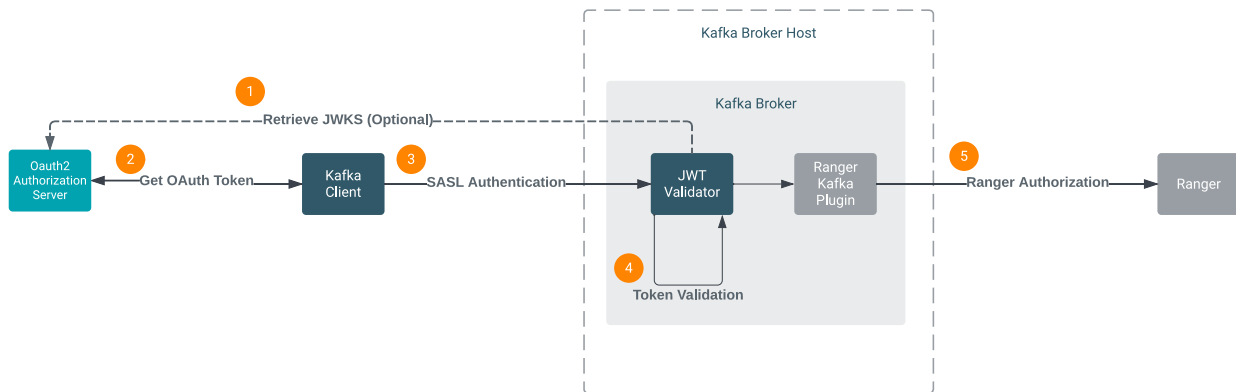 Kafka Broker Host
1
Kafka Broker
Retrieve JWKS (Optional)
2
3
5
Oauth2
Authorization
Server
Get OAuth Token
Kafka
Client
SASL Authentication
JWT
Validator
Ranger
Kafka
Plugin
Ranger Authorization
Ranger
4
Token Validation